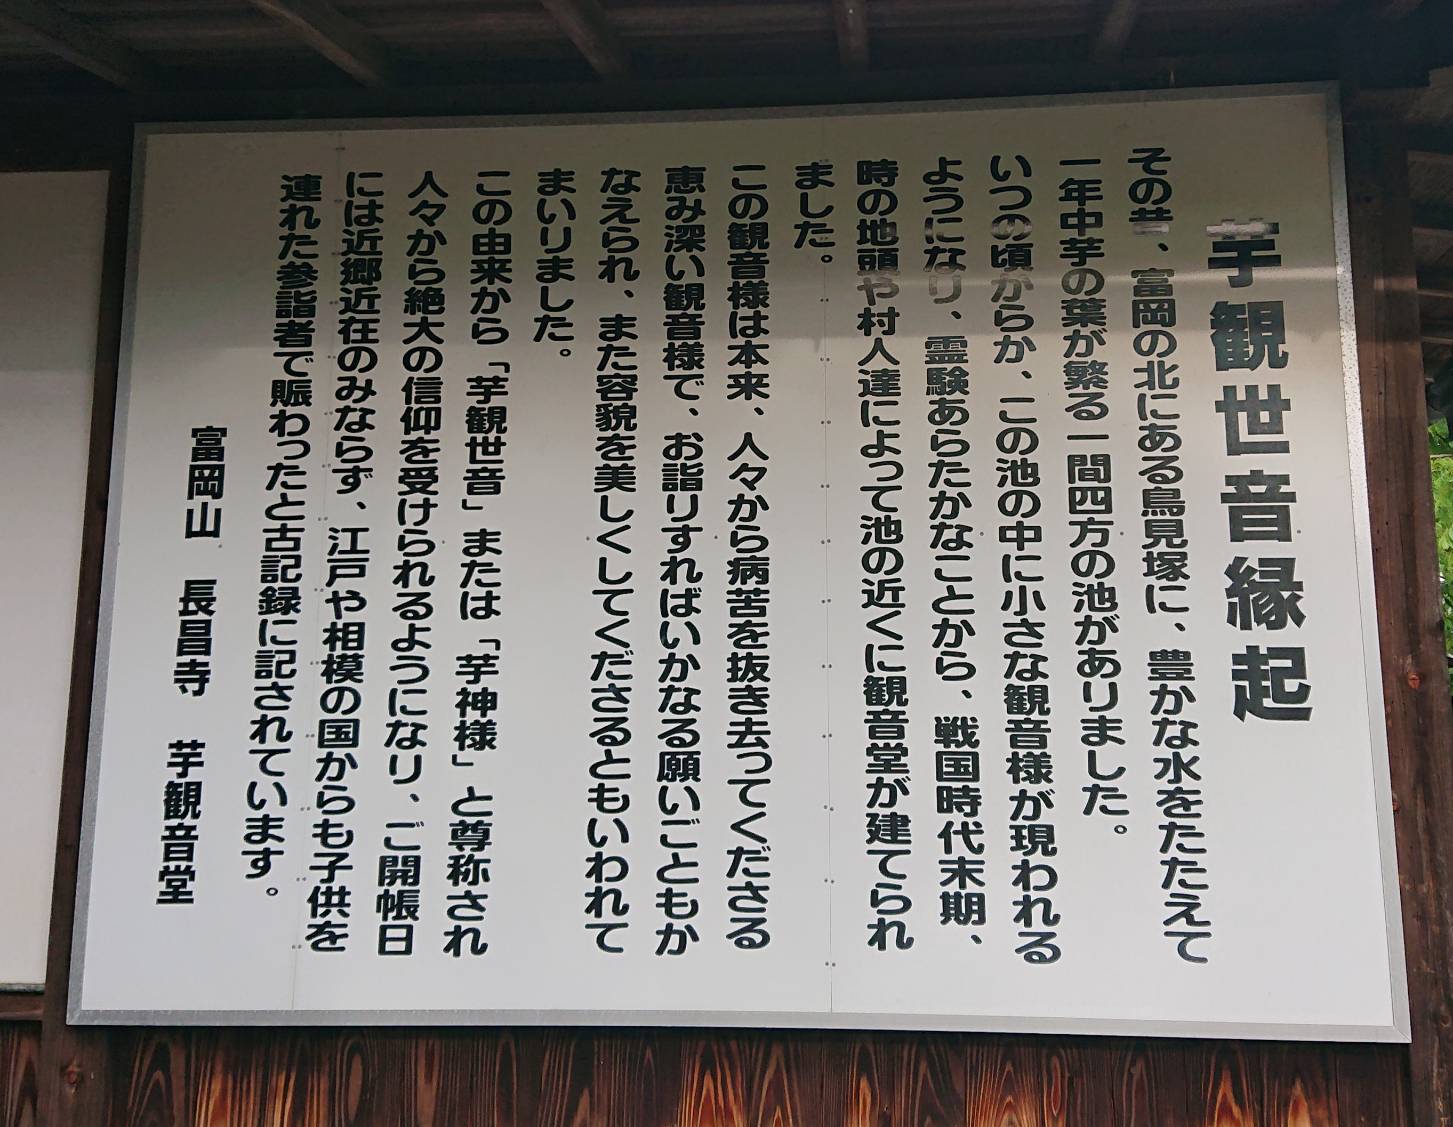 芋観世音縁起
その昔、富岡の北にある鳥見塚に、豊かな水をたたえて
一年中芋の葉が繁る一間四方の池がありました。
いつの頃からか、この池の中に小さな観音様が現われる
ようになり、霊験あらたかなことから、戦国時代末期、
時の地頭や村人達によって池の近くに観音堂が建てられ
ました。
この観音様は本来、人々から病苦を抜き去ってくださる
恵み深い観音様で、お詣りすればいかなる願いごともか
なえられ、また容貌を美しくしてくださるともいわれて
まいりました。
この由来から「芋観世音」または「芋神様」と尊称され
人々から絶大の信仰を受けられるようになり、ご開帳日
には近郷近在のみならず、江戸や相模の国からも子供を
連れた参詣者で賑わったと古記録に記されています。
富岡山　長昌寺　芋観音堂